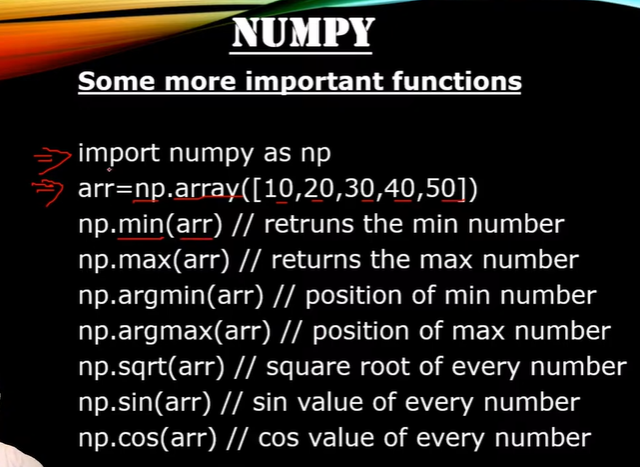 NUMPY
Some more important functions
import numpy as np
arr=np.array([10,20,30,40,50])
np.min(arr) // retruns the min number
np.max(arr) // returns the max number
np.argmin(arr) // position of min number
np.argmax(arr) // position of max number
np.sqrt(arr) // square root of every number
np.sin(arr) // sin value of every number
np.cos(arr) // cos value of every number